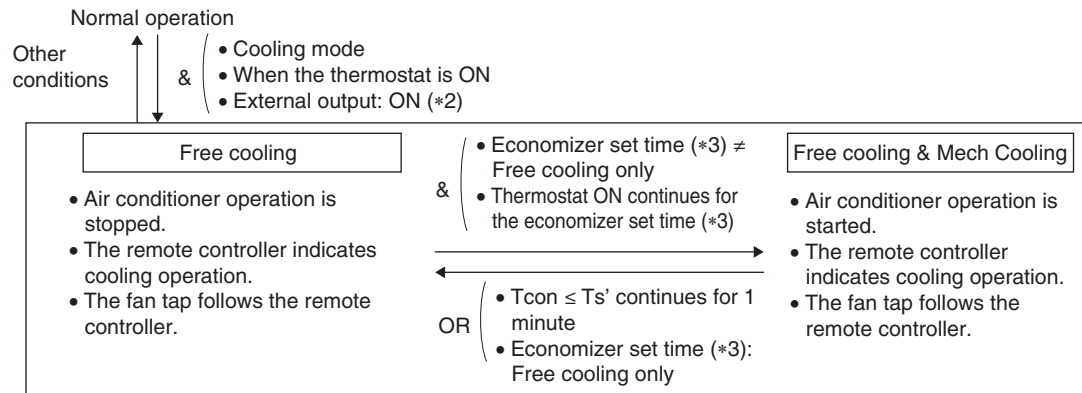 Normal operation
Other
conditions
&
• Cooling mode
• When the thermostat is ON
• External output: ON (*2)
Free cooling
• Air conditioner operation is
stopped.
• The remote controller indicates
cooling operation.
• The fan tap follows the remote
controller.
&
• Economizer set time (*3) ≠
Free cooling only
• Thermostat ON continues for
the economizer set time (*3)
OR
• Tcon ≤ Ts’ continues for 1
minute
• Economizer set time (*3):
Free cooling only
Free cooling & Mech Cooling
• Air conditioner operation is
started.
• The remote controller
indicates cooling operation.
• The fan tap follows the
remote controller.